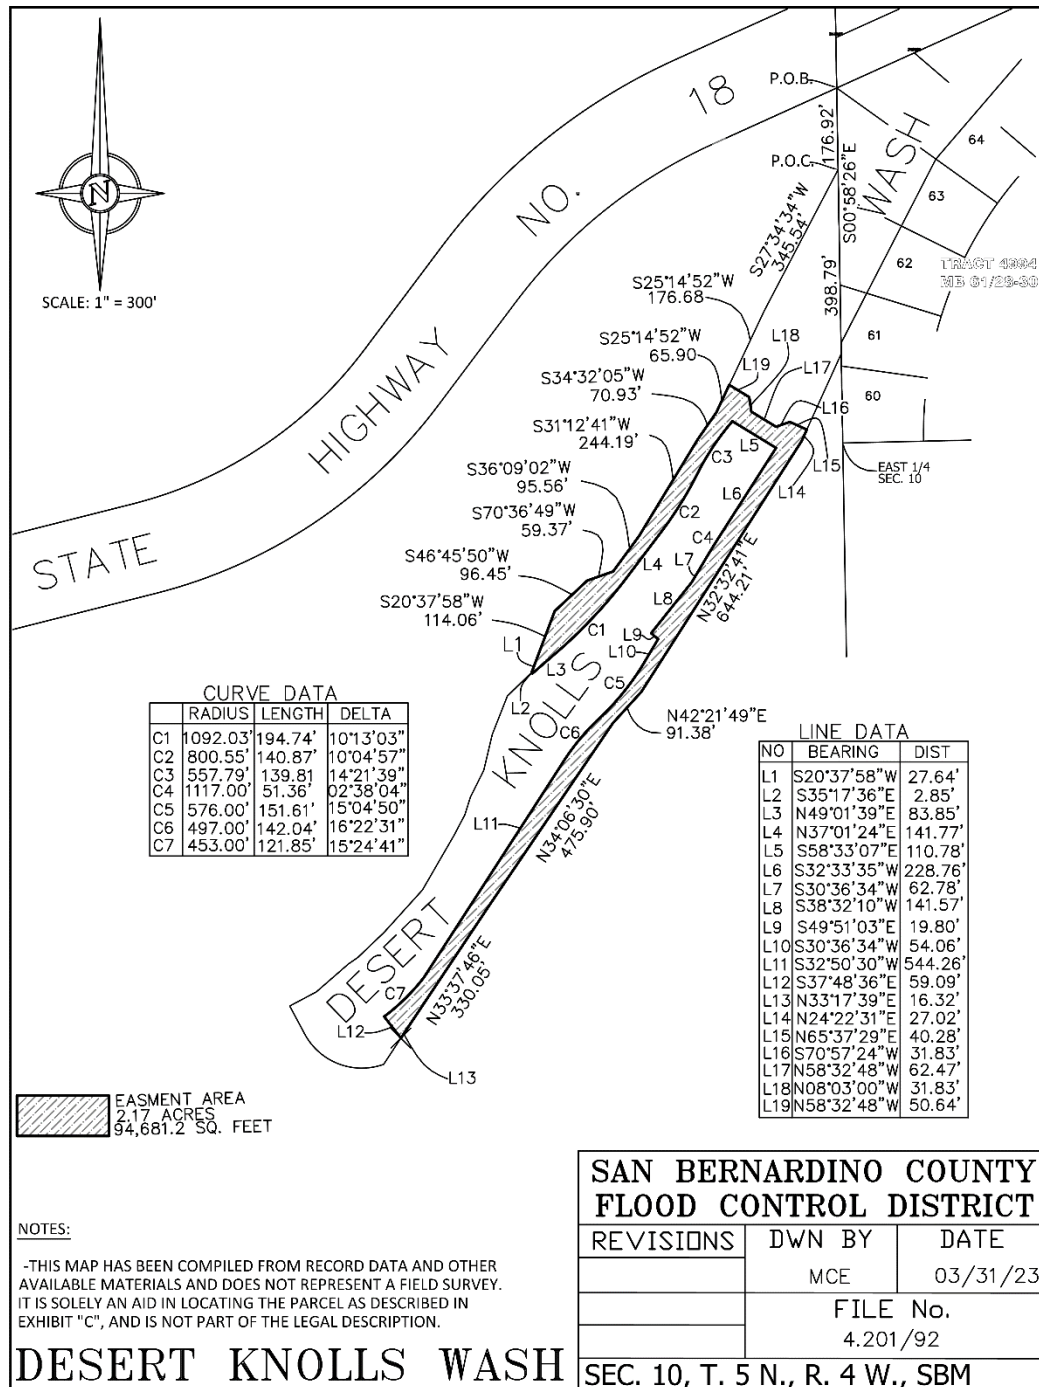 N
SCALE: 1" = 300'
STATE
HIGHWAY
NO.
18
P.O.B.
P.O.C.
176.92'
S00°58'26"E
398.79'
WASH
64
63
62
61
60
TRACT 4994
MB 61/28-30
EAST 1/4
SEC. 10
S27°34'34"W
345.54'
S25°14'52"W
176.68
S25°14'52"W
65.90
S34°32'05"W
70.93'
S31°12'41"W
244.19'
S36°09'02"W
95.56'
S70°36'49"W
59.37'
S46°45'50"W
96.45'
S20°37'58"W
114.06'
L18
L19
L17
L16
L15
L14
L5
C3
L6
C2
C4
L7
L4
L8
L9
L10
C1
L1
L3
L2
C5
C6
L11
C7
L12
L13
N32°32'41"E
644.21'
N42°21'49"E
91.38'
N34°06'30"E
475.90'
N33°37'46"E
330.05'
KNOLLS
DESERT
CURVE DATA
RADIUS LENGTH DELTA
C1 1092.03' 194.74' 10°13'03"
C2 800.55' 140.87' 10°04'57"
C3 557.79' 139.81 14°21'39"
C4 1117.00' 51.36' 02°38'04"
C5 576.00' 151.61' 15°04'50"
C6 497.00' 142.04' 16°22'31"
C7 453.00' 121.85' 15°24'41"
LINE DATA
NO BEARING DIST
L1 S20°37'58"W 27.64'
L2 S35°17'36"E 2.85'
L3 N49°01'39"E 83.85'
L4 N37°01'24"E 141.77'
L5 S58°33'07"E 110.78'
L6 S32°33'35"W 228.76'
L7 S30°36'34"W 62.78'
L8 S38°32'10"W 141.57'
L9 S49°51'03"E 19.80'
L10 S30°36'34"W 54.06'
L11 S32°50'30"W 544.26'
L12 S37°48'36"E 59.09'
L13 N33°17'39"E 16.32'
L14 N24°22'31"E 27.02'
L15 N65°37'29"E 40.28'
L16 S70°57'24"W 31.83'
L17 N58°32'48"W 62.47'
L18 N08°03'00"W 31.83'
L19 N58°32'48"W 50.64'
EASMENT AREA
2.17 ACRES
94,681.2 SQ. FEET
NOTES:
-THIS MAP HAS BEEN COMPILED FROM RECORD DATA AND OTHER
AVAILABLE MATERIALS AND DOES NOT REPRESENT A FIELD SURVEY.
IT IS SOLELY AN AID IN LOCATING THE PARCEL AS DESCRIBED IN
EXHIBIT "C", AND IS NOT PART OF THE LEGAL DESCRIPTION.
DESERT KNOLLS WASH
SAN BERNARDINO COUNTY
FLOOD CONTROL DISTRICT
REVISIONS DWN BY DATE
MCE 03/31/23
FILE No.
4.201/92
SEC. 10, T. 5 N., R. 4 W., SBM